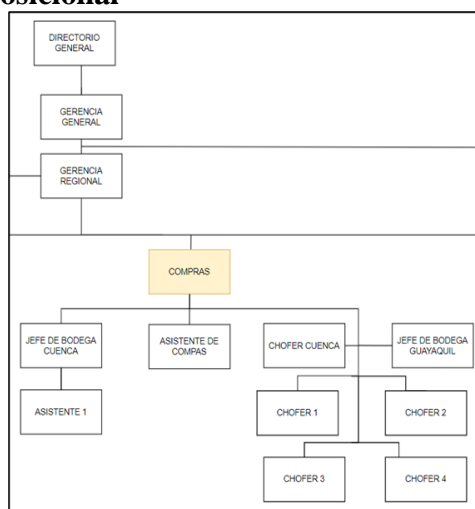 osicional
DIRECTORIO
GENERAL
GERENCIA
GENERAL
GERENCIA
REGIONAL
COMPRAS
JEFE DE BODEGA
CUENCA
ASISTENTE DE
COMPAS
CHOFER CUENCA
JEFE DE BODEGA
GUAYAQUIL
ASISTENTE 1
CHOFER 1
CHOFER 2
CHOFER 3
CHOFER 4